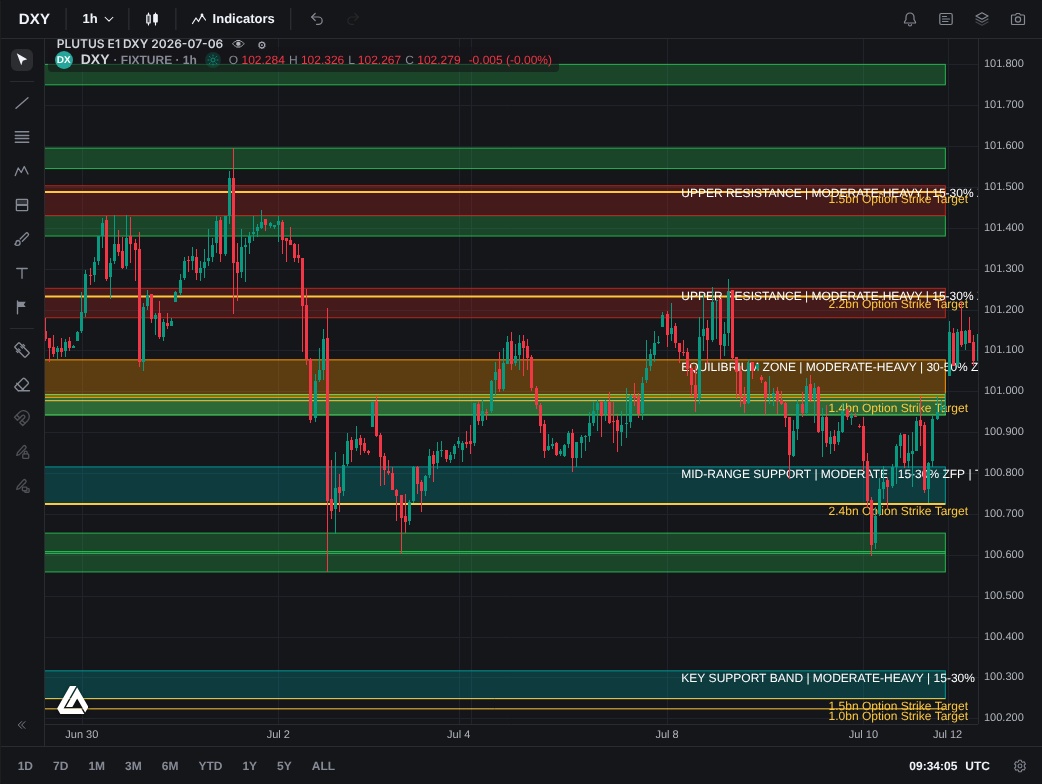 DXY 1h Indicators
PLUTUS E1 DXY 2026-07-06
DX DXY · FIXTURE · 1h O 102.284 H 102.326 L 102.267 C 102.279 -0.005 (-0.00%)
101.800
101.700
101.600
101.500
UPPER RESISTANCE | MODERATE-HEAVY | 15-30%
1.5bn Option Strike Target
101.400
101.300
UPPER RESISTANCE | MODERATE-HEAVY | 15-30%
2.2bn Option Strike Target
101.200
101.100
EQUILIBRIUM ZONE | MODERATE-HEAVY | 30-50% Z
101.000
1.4bn Option Strike Target
100.900
MID-RANGE SUPPORT | MODERATE | 15-30% ZFP |
100.800
2.4bn Option Strike Target
100.700
100.600
100.500
100.400
KEY SUPPORT BAND | MODERATE-HEAVY | 15-30%
100.300
1.5bn Option Strike Target
1.0bn Option Strike Target
100.200
Jun 30 Jul 2 Jul 4 Jul 8 Jul 10 Jul 12
1D 7D 1M 3M 6M YTD 1Y 5Y ALL 09:34:05 UTC